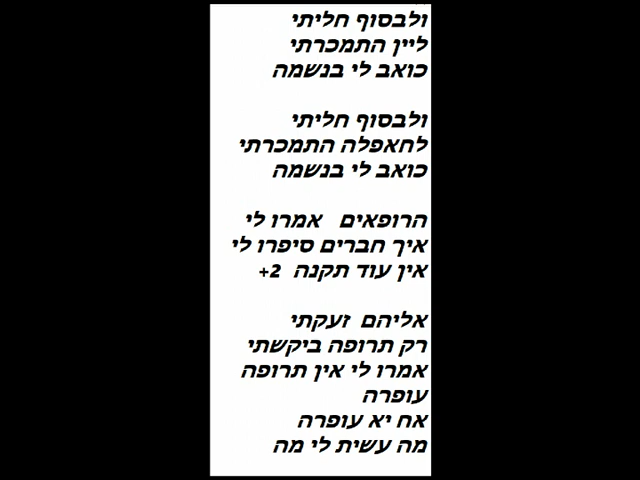 ולבסוף חליתי
ליין התמכרתי
כואב לי בנשמה
ולבסוף חליתי
לחאפלה התמכרתי
כואב לי בנשמה
הרופאים אמרו לי
איך חברים סיפרו לי
אין עוד תקנה 2+
אליהם זעקתי
רק תרופה ביקשתי
אמרו לי אין תרופה
עופרה
אח יא עופרה
מה עשית לי מה